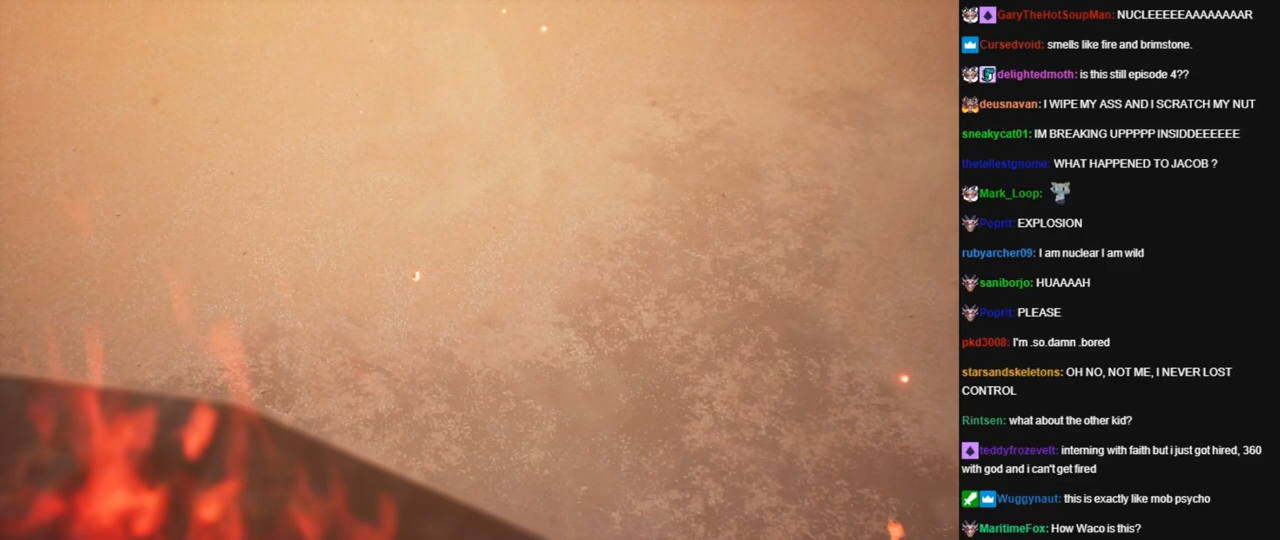 GaryTheHotSoupMan: NUCLEEEEEAAAAAAAAR
Cursedvoid: smells like fire and brimstone.
delightedmoth: is this still episode 4??
deusnavan: I WIPE MY ASS AND I SCRATCH MY NUT
sneakycat01: IM BREAKING UPPPPP INSIDDEEEEEE
thetallestgnome: WHAT HAPPENED TO JACOB ?
Mark_Loop:
Poprit: EXPLOSION
rubyarcher09: I am nuclear I am wild
saniborjo: HUAAAAH
Poprit: PLEASE
pkd3008: I'm .so.damn .bored
starsandskeletons: OH NO, NOT ME, I NEVER LOST
CONTROL
Rintsen: what about the other kid?
teddyfrozevelt: interning with faith but i just got hired, 360
with god and i can't get fired
Wuggynaut: this is exactly like mob psycho
MaritimeFox: How Waco is this?